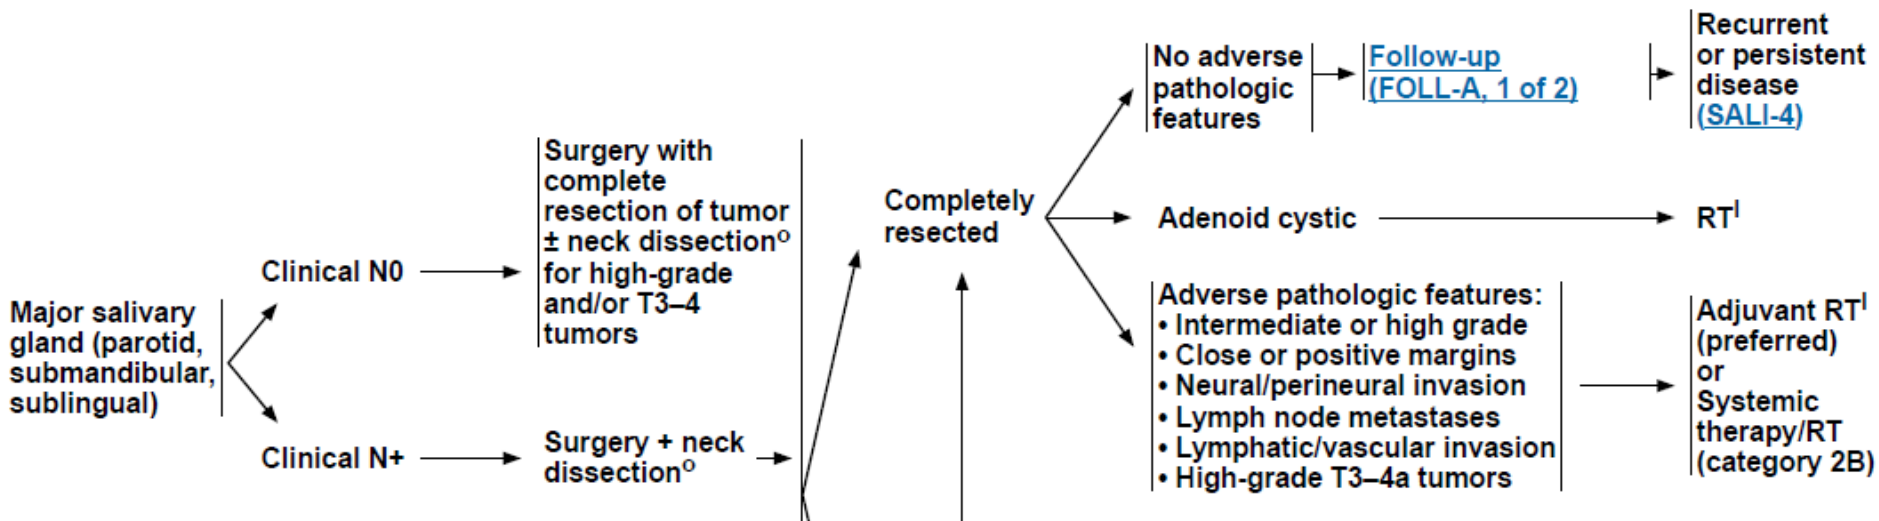 Major salivary
gland (parotid,
submandibular,
sublingual)
Clinical N0
Clinical N+
Surgery with
complete
resection of tumor
± neck dissectionᴼ
for high-grade
and/or T3–4
tumors
Surgery + neck
dissectionᴼ
Completely
resected
No adverse
pathologic
features
Follow-up
(FOLL-A, 1 of 2)
Recurrent
or persistent
disease
(SALI-4)
Adenoid cystic
RTˡ
Adverse pathologic features:
• Intermediate or high grade
• Close or positive margins
• Neural/perineural invasion
• Lymph node metastases
• Lymphatic/vascular invasion
• High-grade T3–4a tumors
Adjuvant RTˡ
(preferred)
or
Systemic
therapy/RT
(category 2B)